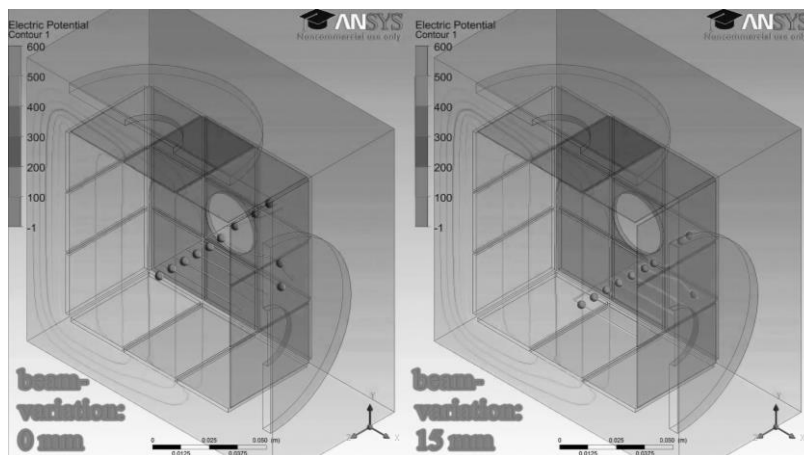 Electric Potential
Contour 1
600
500
400
300
200
100
-1
ANSYS
Noncommercial use only
beam-
variation:
0 mm
0
0.025
0.050 (m)
0.0125
0.0375
Y
Z
X
Electric Potential
Contour 1
600
500
400
300
200
100
-1
ANSYS
Noncommercial use only
beam-
variation:
15 mm
0
0.025
0.050 (m)
0.0125
0.0375
Y
Z
X